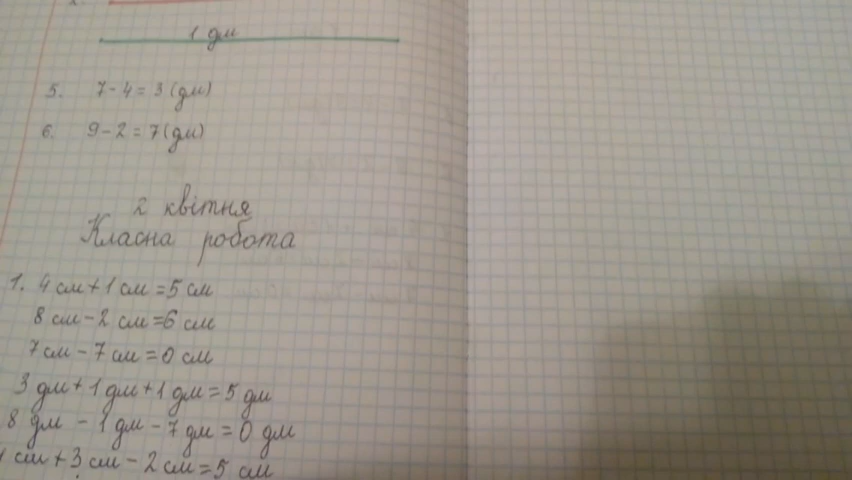 1 дм
5. 7-4=3(дм)
6. 9-2=7(дм)
2 квітня
Класна робота
1. 4 см+1 см=5 см
8 см-2 см=6 см
7 см-7 см=0 см
3 дм+1 дм+1 дм=5 дм
8 дм-1 дм-7 дм=0 дм
см+3 см-2 см=5 см